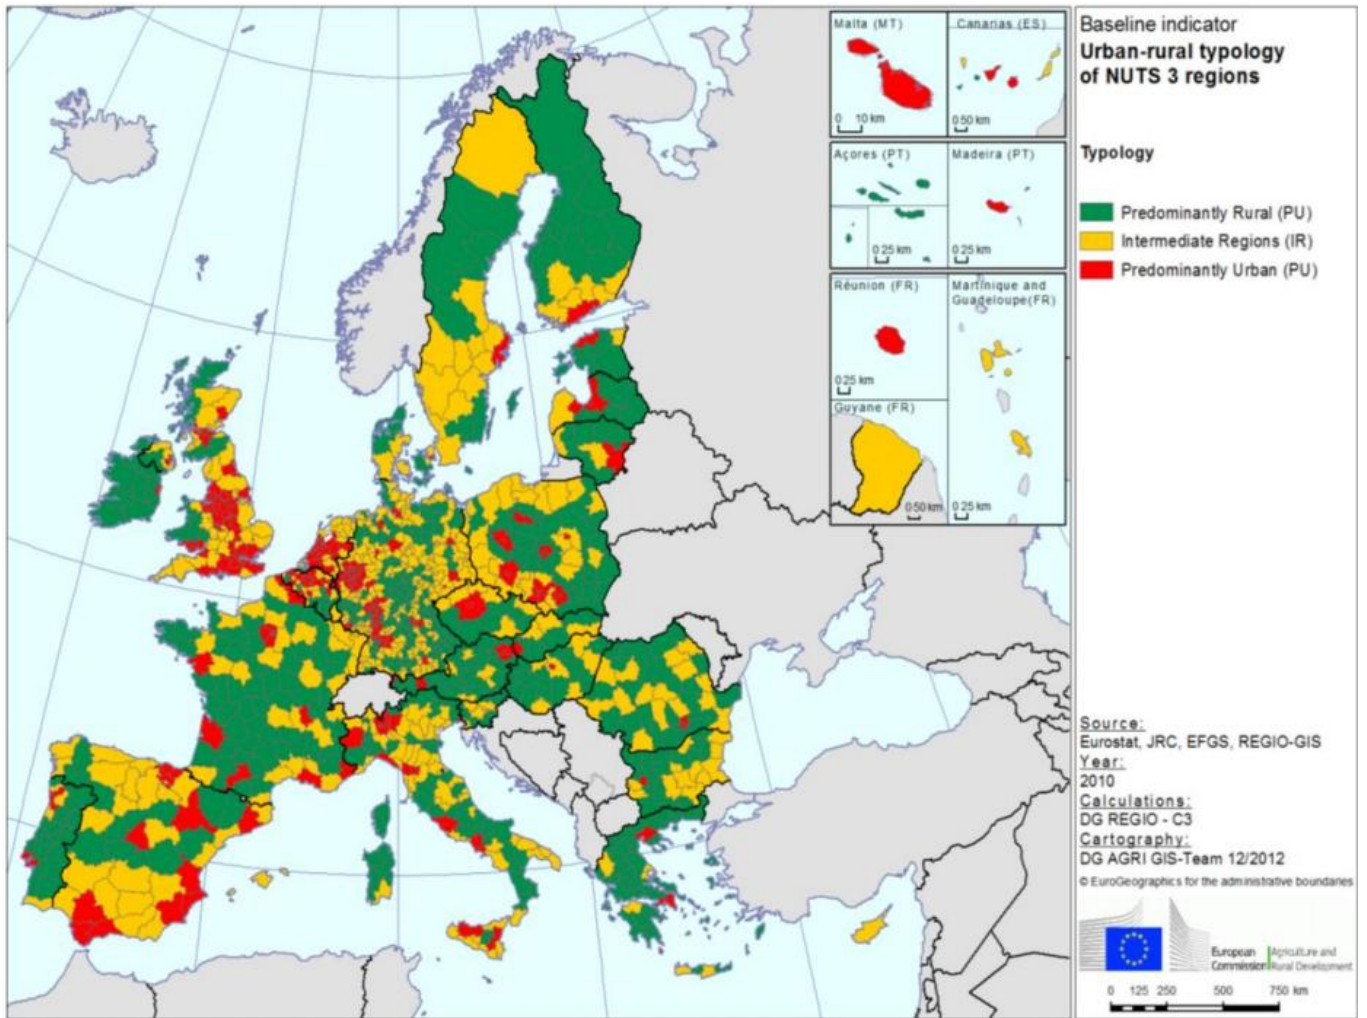 Malta (MT)
0 10 km
Canarias (ES)
0 50 km
Açores (PT)
0 25 km
Madeira (PT)
0 25 km
Réunion (FR)
0 25 km
Martinique and
Guadeloupe(FR)
0 25 km
Guyane (FR)
0 50 km
Baseline indicator
Urban-rural typology
of NUTS 3 regions
Typology
Predominantly Rural (PU)
Intermediate Regions (IR)
Predominantly Urban (PU)
Source:
Eurostat, JRC, EFGS, REGIO-GIS
Year:
2010
Calculations:
DG REGIO - C3
Cartography:
DG AGRI GIS-Team 12/2012
© EuroGeographics for the administrative boundaries
European
Commission
Agriculture and
Rural Development
0 125 250 500 750 km